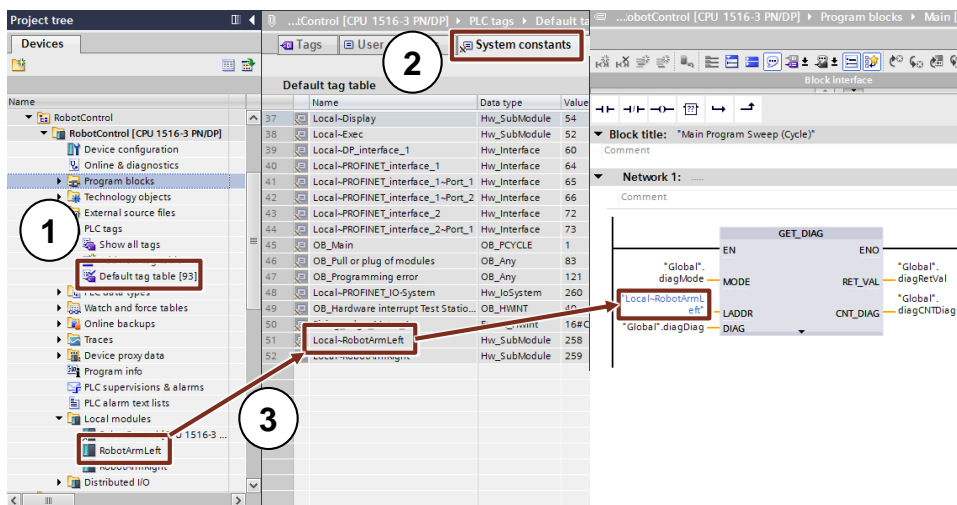 Project tree
Devices
Name
RobotControl
RobotControl [CPU 1516-3 PN/DP]
Device configuration
Online & diagnostics
Program blocks
Technology objects
External source files
PLC tags
Show all tags
Default tag table [93]
PLC data types
Watch and force tables
Online backups
Traces
Device proxy data
Program info
PLC supervisions & alarms
PLC alarm text lists
Local modules
1516-3 ...
RobotArmLeft
RobotArmRight
Distributed I/O
1
2
3
...tControl [CPU 1516-3 PN/DP] ▸ PLC tags ▸ Default ta
Tags
User
System constants
Default tag table
Name Data type Value
37 Local~Display Hw_SubModule 54
38 Local~Exec Hw_SubModule 52
39 Local~DP_interface_1 Hw_Interface 60
40 Local~PROFINET_interface_1 Hw_Interface 64
41 Local~PROFINET_interface_1~Port_1 Hw_Interface 65
42 Local~PROFINET_interface_1~Port_2 Hw_Interface 66
43 Local~PROFINET_interface_2 Hw_Interface 72
44 Local~PROFINET_interface_2~Port_1 Hw_Interface 73
45 OB_Main OB_PCYCLE 1
46 OB_Pull or plug of modules OB_Any 83
47 OB_Programming error OB_Any 121
48 Local~PROFINET_IO-System Hw_IoSystem 260
49 OB_Hardware interrupt Test Statio... OB_HWINT 40
50 16#C
51 Local~RobotArmLeft Hw_SubModule 258
52 Local~RobotArmRight Hw_SubModule 259
...obotControl [CPU 1516-3 PN/DP] ▸ Program blocks ▸ Main [
Block interface
Block title: "Main Program Sweep (Cycle)"
Comment
Network 1: .....
Comment
GET_DIAG
EN ENO
"Global".
diagMode MODE
"Local~RobotArmL
eft" LADDR
"Global".diagDiag DIAG
"Global".
RET_VAL diagRetVal
"Global".
CNT_DIAG diagCNTDiag